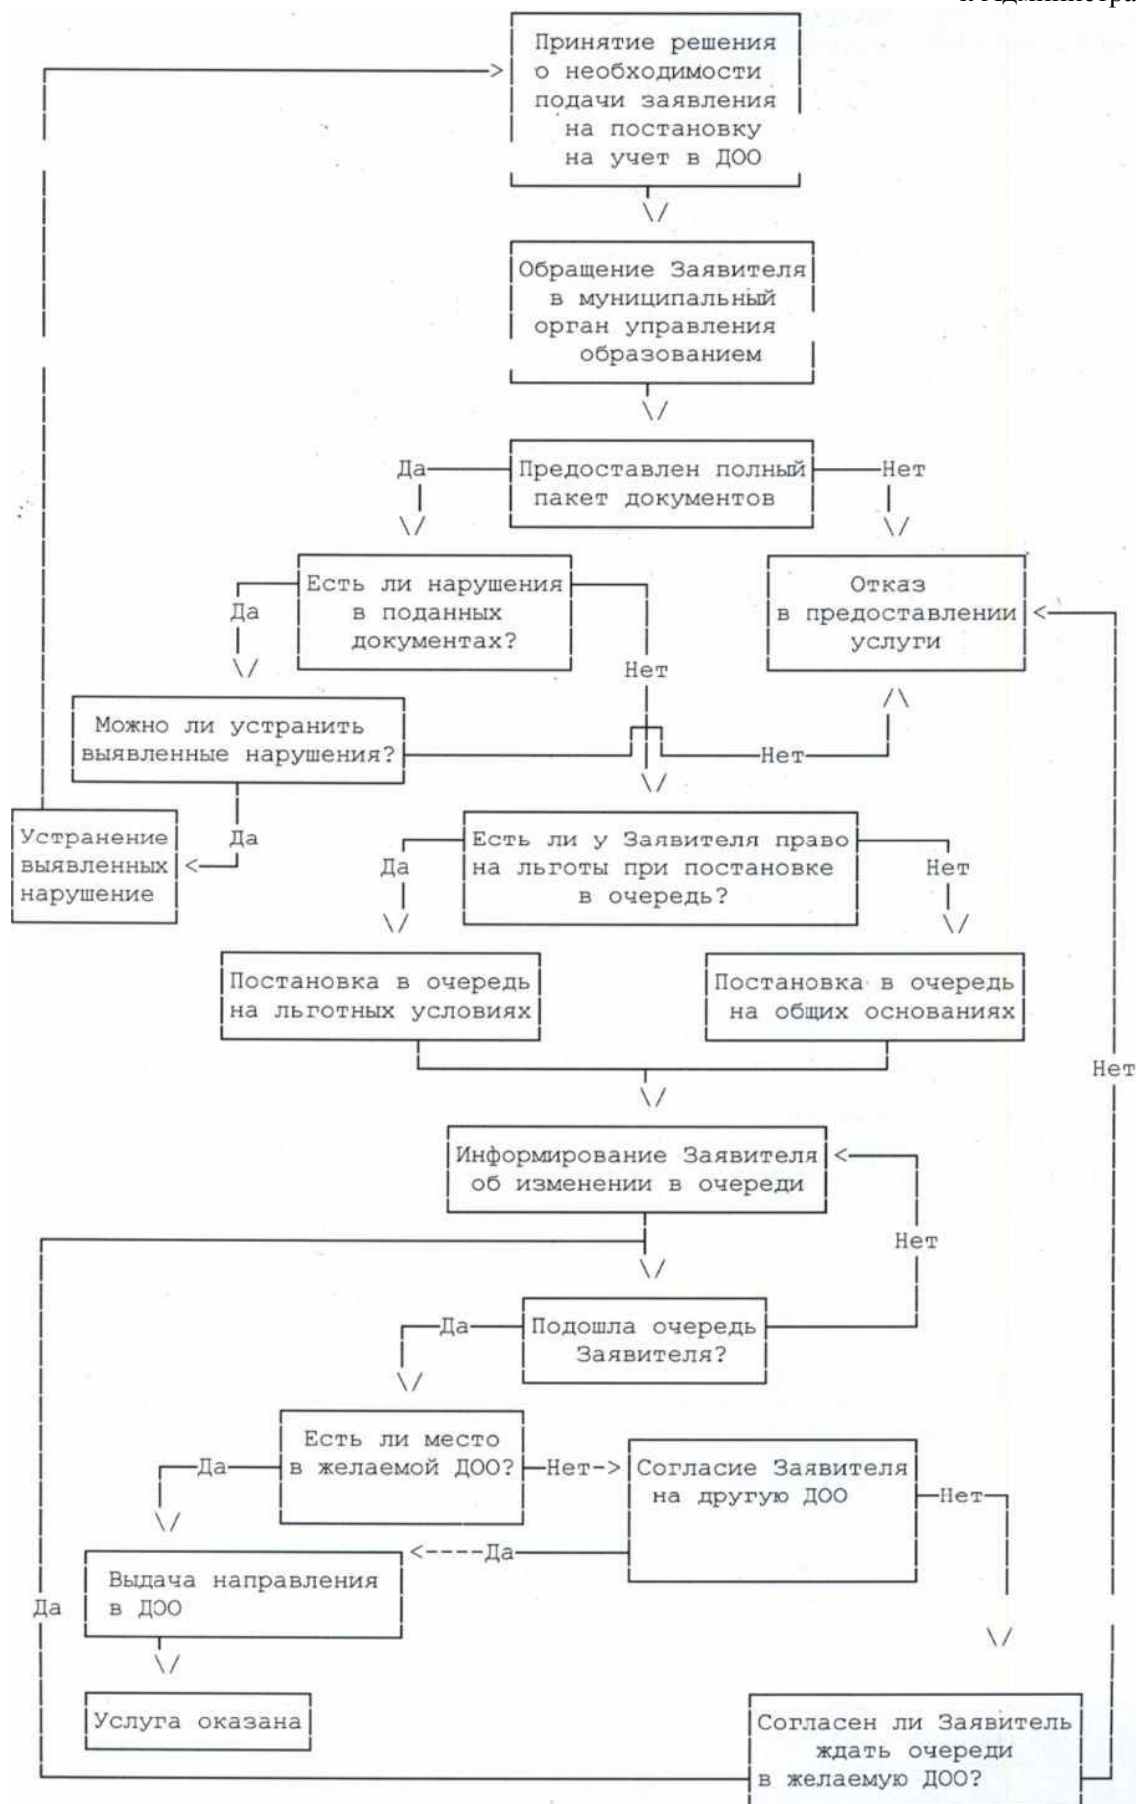 Принятие решения
о необходимости
подачи заявления
на постановку
на учет в ДОО
Обращение Заявителя
в муниципальный
орган управления
образованием
Да
Предоставлен полный
пакет документов
Нет
Есть ли нарушения
в поданных
документах?
Да
Нет
Отказ
в предоставлении
услуги
Можно ли устранить
выявленные нарушения?
Нет
Да
Устранение
выявленных
нарушение
Есть ли у Заявителя право
на льготы при постановке
в очередь?
Да
Нет
Постановка в очередь
на льготных условиях
Постановка в очередь
на общих основаниях
Нет
Информирование Заявителя
об изменении в очереди
Нет
Да
Подошла очередь
Заявителя?
Есть ли место
в желаемой ДОО?
Да
Нет
Согласие Заявителя
на другую ДОО
Нет
Да
Выдача направления
в ДОО
Да
Услуга оказана
Согласен ли Заявитель
ждать очереди
в желаемую ДОО?